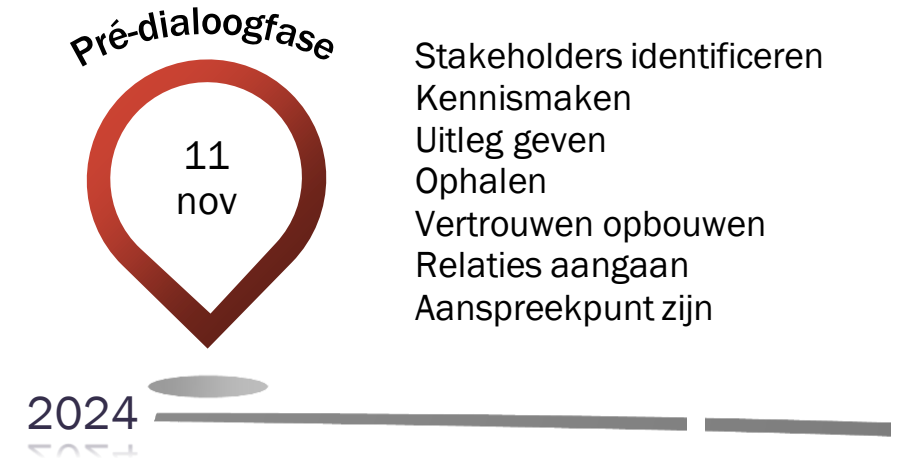 Pré-dialoogfase
11
nov
Stakeholders identificeren
Kennismaken
Uitleg geven
Ophalen
Vertrouwen opbouwen
Relaties aangaan
Aanspreekpunt zijn
2024